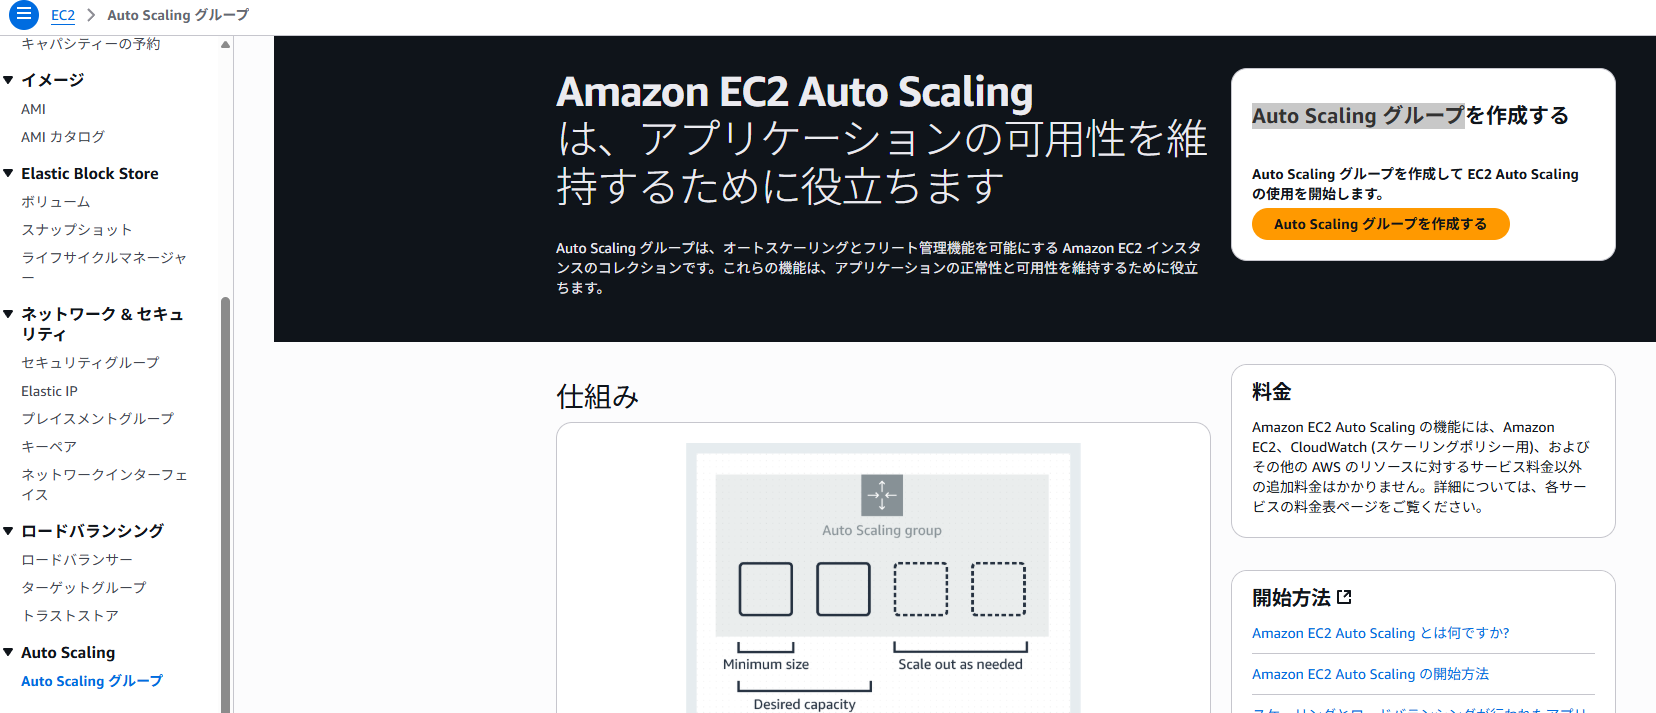 EC2 > Auto Scaling グループ
キャパシティーの予約
イメージ
AMI
AMI カタログ
Elastic Block Store
ボリューム
スナップショット
ライフサイクルマネージャ
ー
ネットワーク & セキュ
リティ
セキュリティグループ
Elastic IP
プレイスメントグループ
キーペア
ネットワークインターフェ
イス
ロードバランシング
ロードバランサー
ターゲットグループ
トラストストア
Auto Scaling
Auto Scaling グループ
Amazon EC2 Auto Scaling
は、アプリケーションの可用性を維
持するために役立ちます
Auto Scaling グループは、オートスケーリングとフリート管理機能を可能にする Amazon EC2 インスタ
ンスのコレクションです。これらの機能は、アプリケーションの正常性と可用性を維持するために役立
ちます。
Auto Scaling グループを作成する
Auto Scaling グループを作成して EC2 Auto Scaling
の使用を開始します。
Auto Scaling グループを作成する
仕組み
Auto Scaling group
Minimum size
Scale out as needed
Desired capacity
料金
Amazon EC2 Auto Scaling の機能には、Amazon
EC2、CloudWatch (スケーリングポリシー用)、および
その他の AWS のリソースに対するサービス料金以外
の追加料金はかかりません。詳細については、各サー
ビスの料金表ページをご覧ください。
開始方法
Amazon EC2 Auto Scaling とは何ですか?
Amazon EC2 Auto Scaling の開始方法